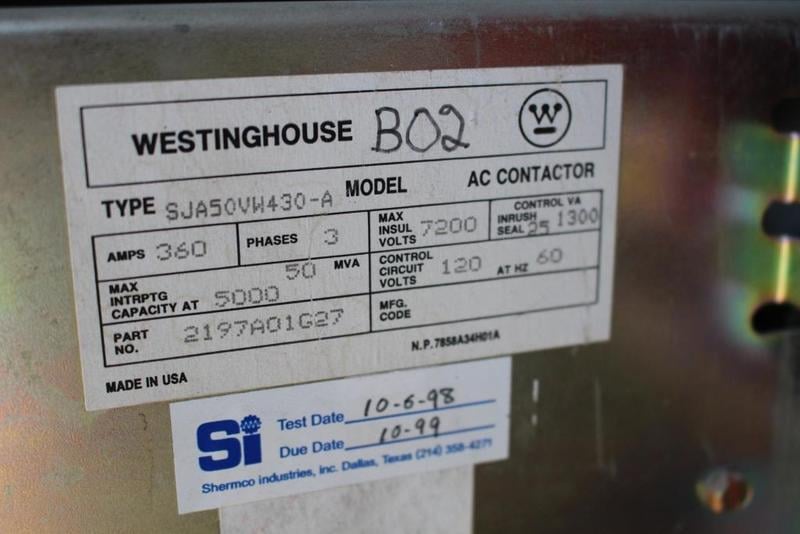 WESTINGHOUSE B02 W
TYPE SJA50VW430-A MODEL AC CONTACTOR
AMPS 360 PHASES 3 MAX INSUL VOLTS 7200 CONTROL VA INRUSH 1300 SEAL 25
MAX INTRPTG CAPACITY AT 5000 50 MVA CONTROL CIRCUIT VOLTS 120 AT HZ 60
PART NO. 2197A01G27 MFG. CODE
MADE IN USA N.P. 7858A34H01A
Si Test Date 10-6-98
Due Date 10-99
Shermco industries, inc. Dallas, Texas (214) 358-4271